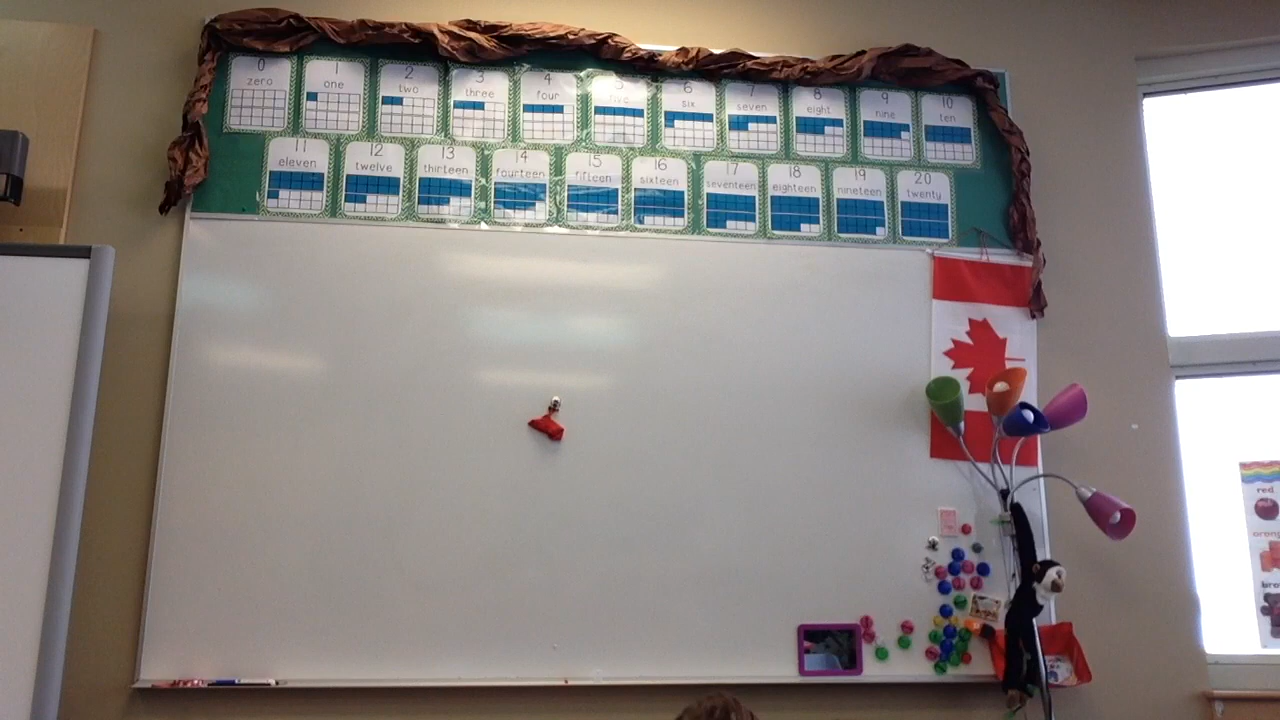 0
zero
1
one
2
two
3
three
4
four
5
five
6
six
7
seven
8
eight
9
nine
10
ten
11
eleven
12
twelve
13
thirteen
14
fourteen
15
fifteen
16
sixteen
17
seventeen
18
eighteen
19
nineteen
20
twenty
red